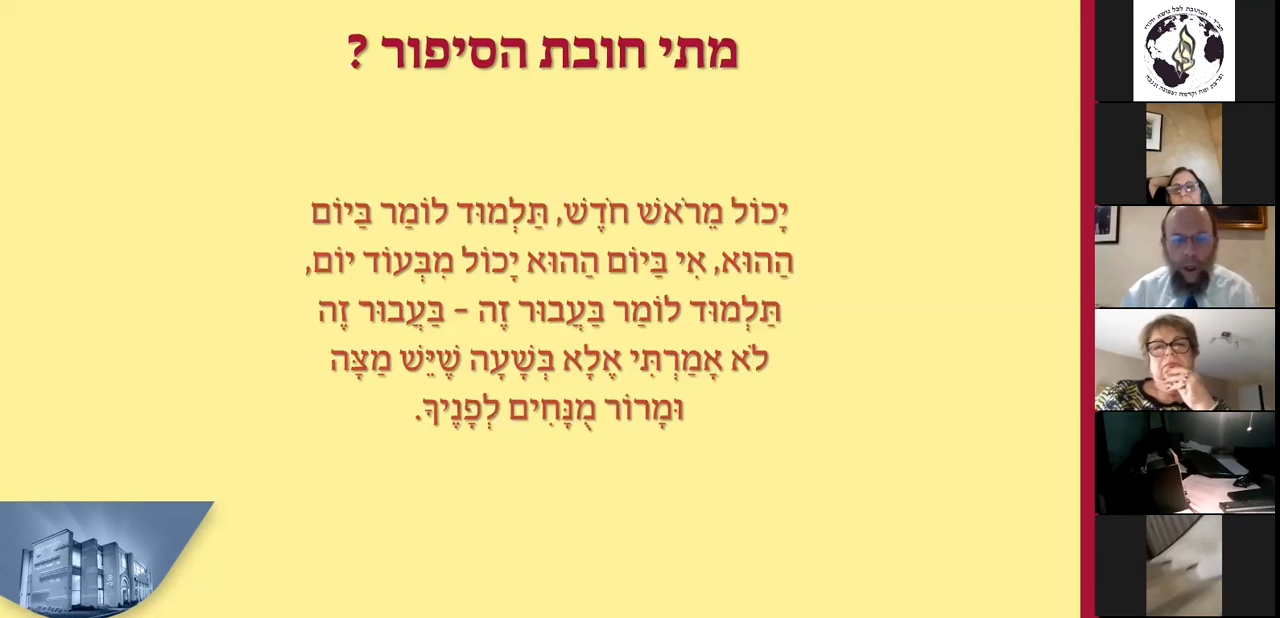 מתי חובת הסיפור ?
יָכוֹל מֵרֹאשׁ חֹדֶשׁ, תַּלְמוּד לוֹמַר בַּיּוֹם
הַהוּא, אִי בַּיּוֹם הַהוּא יָכוֹל מִבְּעוֹד יוֹם,
תַּלְמוּד לוֹמַר בַּעֲבוּר זֶה – בַּעֲבוּר זֶה
לֹא אָמַרְתִּי אֶלָא בְּשָׁעָה שֶׁיֵּשׁ מַצָּה
וּמָרוֹר מֻנָּחִים לְפָנֶיךָ.